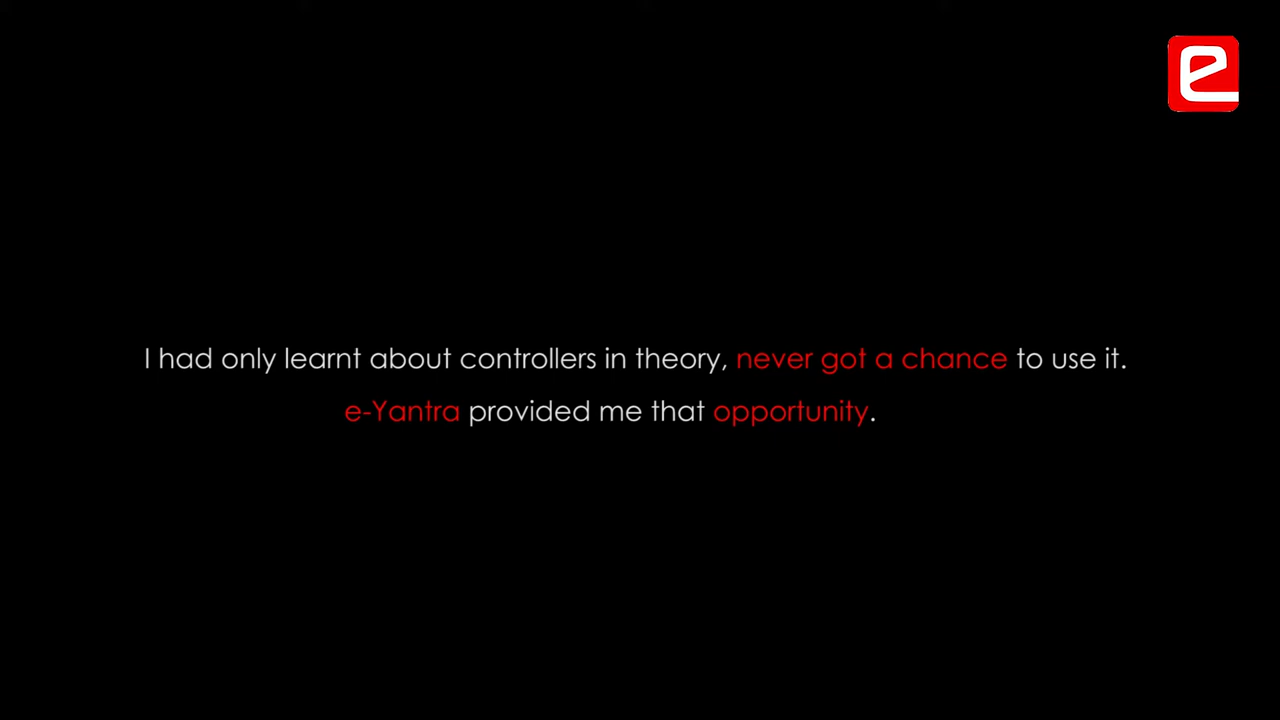 e
I had only learnt about controllers in theory, never got a chance to use it.
e-Yantra provided me that opportunity.